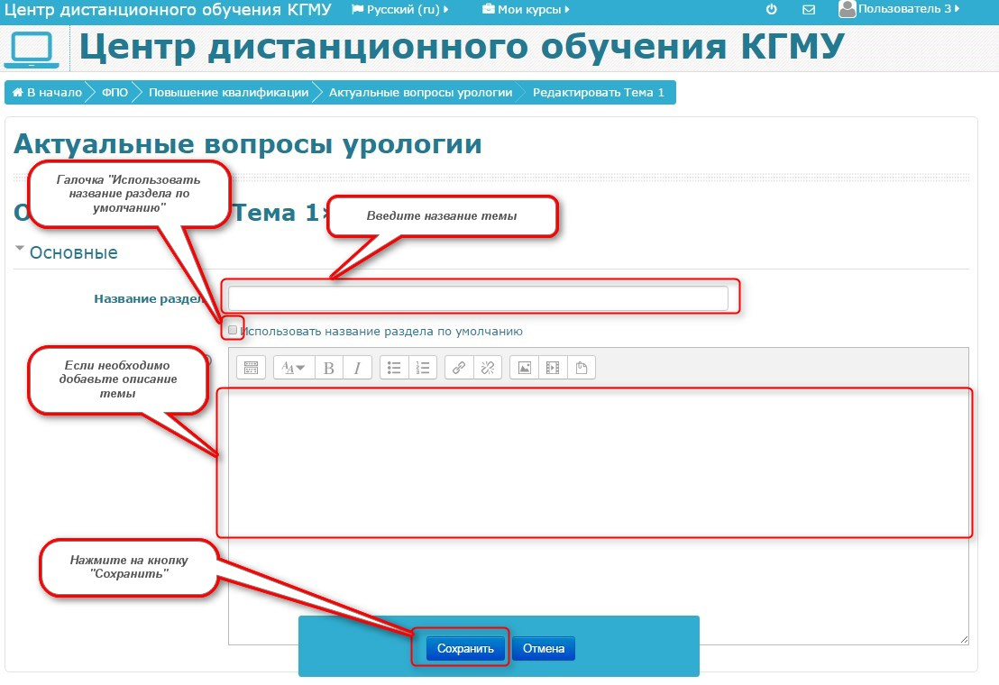 Центр дистанционного обучения КГМУ Русский (ru) Мои курсы Пользователь 3
Центр дистанционного обучения КГМУ
В начало ФПО Повышение квалификации Актуальные вопросы урологии Редактировать Тема 1
Актуальные вопросы урологии
Галочка "Использовать
название раздела по
умолчанию"
Тема 1
Введите название темы
Основные
Название раздел
Использовать название раздела по умолчанию
Если необходимо
добавьте описание
темы
B I
Нажмите на кнопку
"Сохранить"
Сохранить Отмена